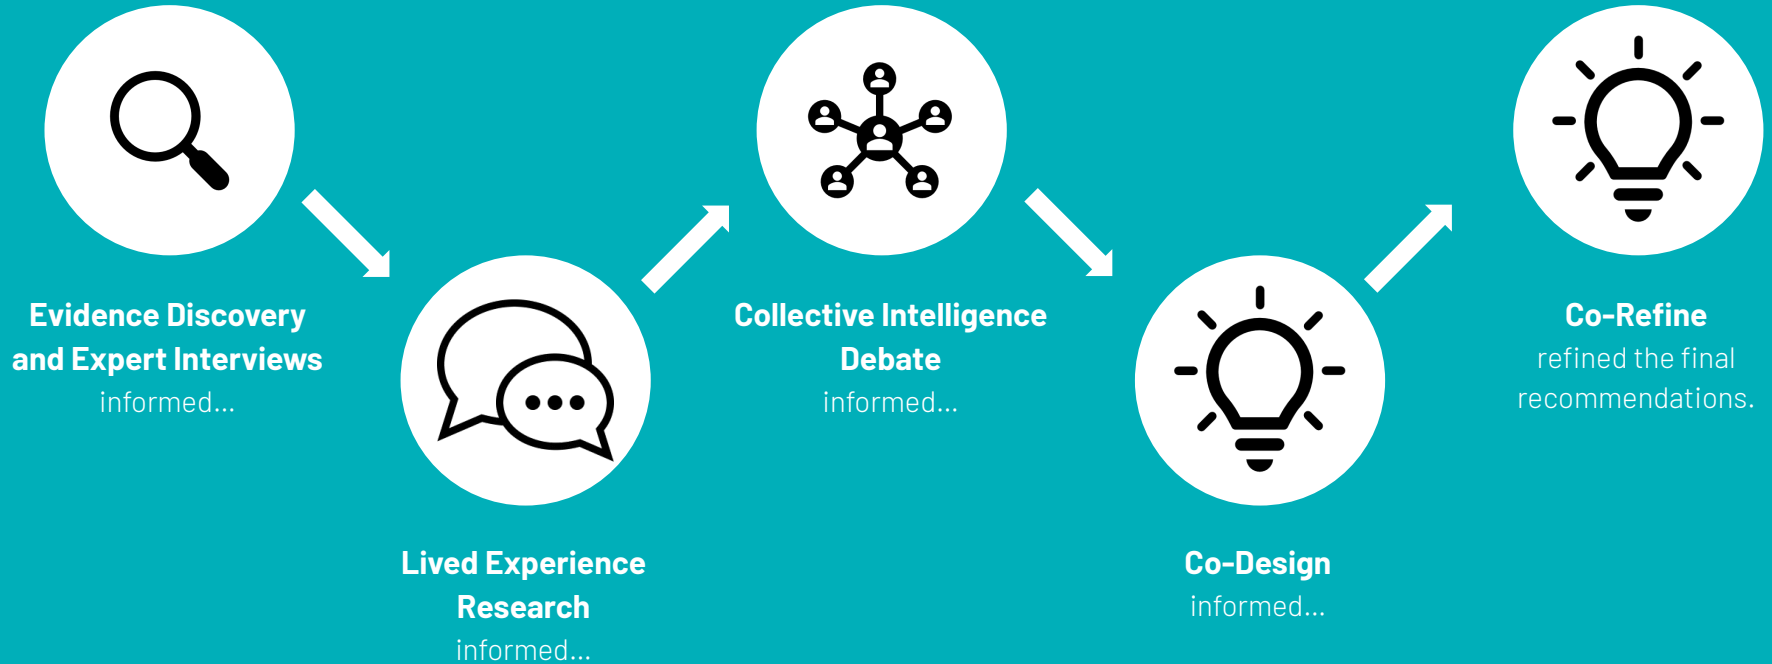 Evidence Discovery
and Expert Interviews
informed...
Lived Experience
Research
informed...
Collective Intelligence
Debate
informed...
Co-Design
informed...
Co-Refine
refined the final
recommendations.